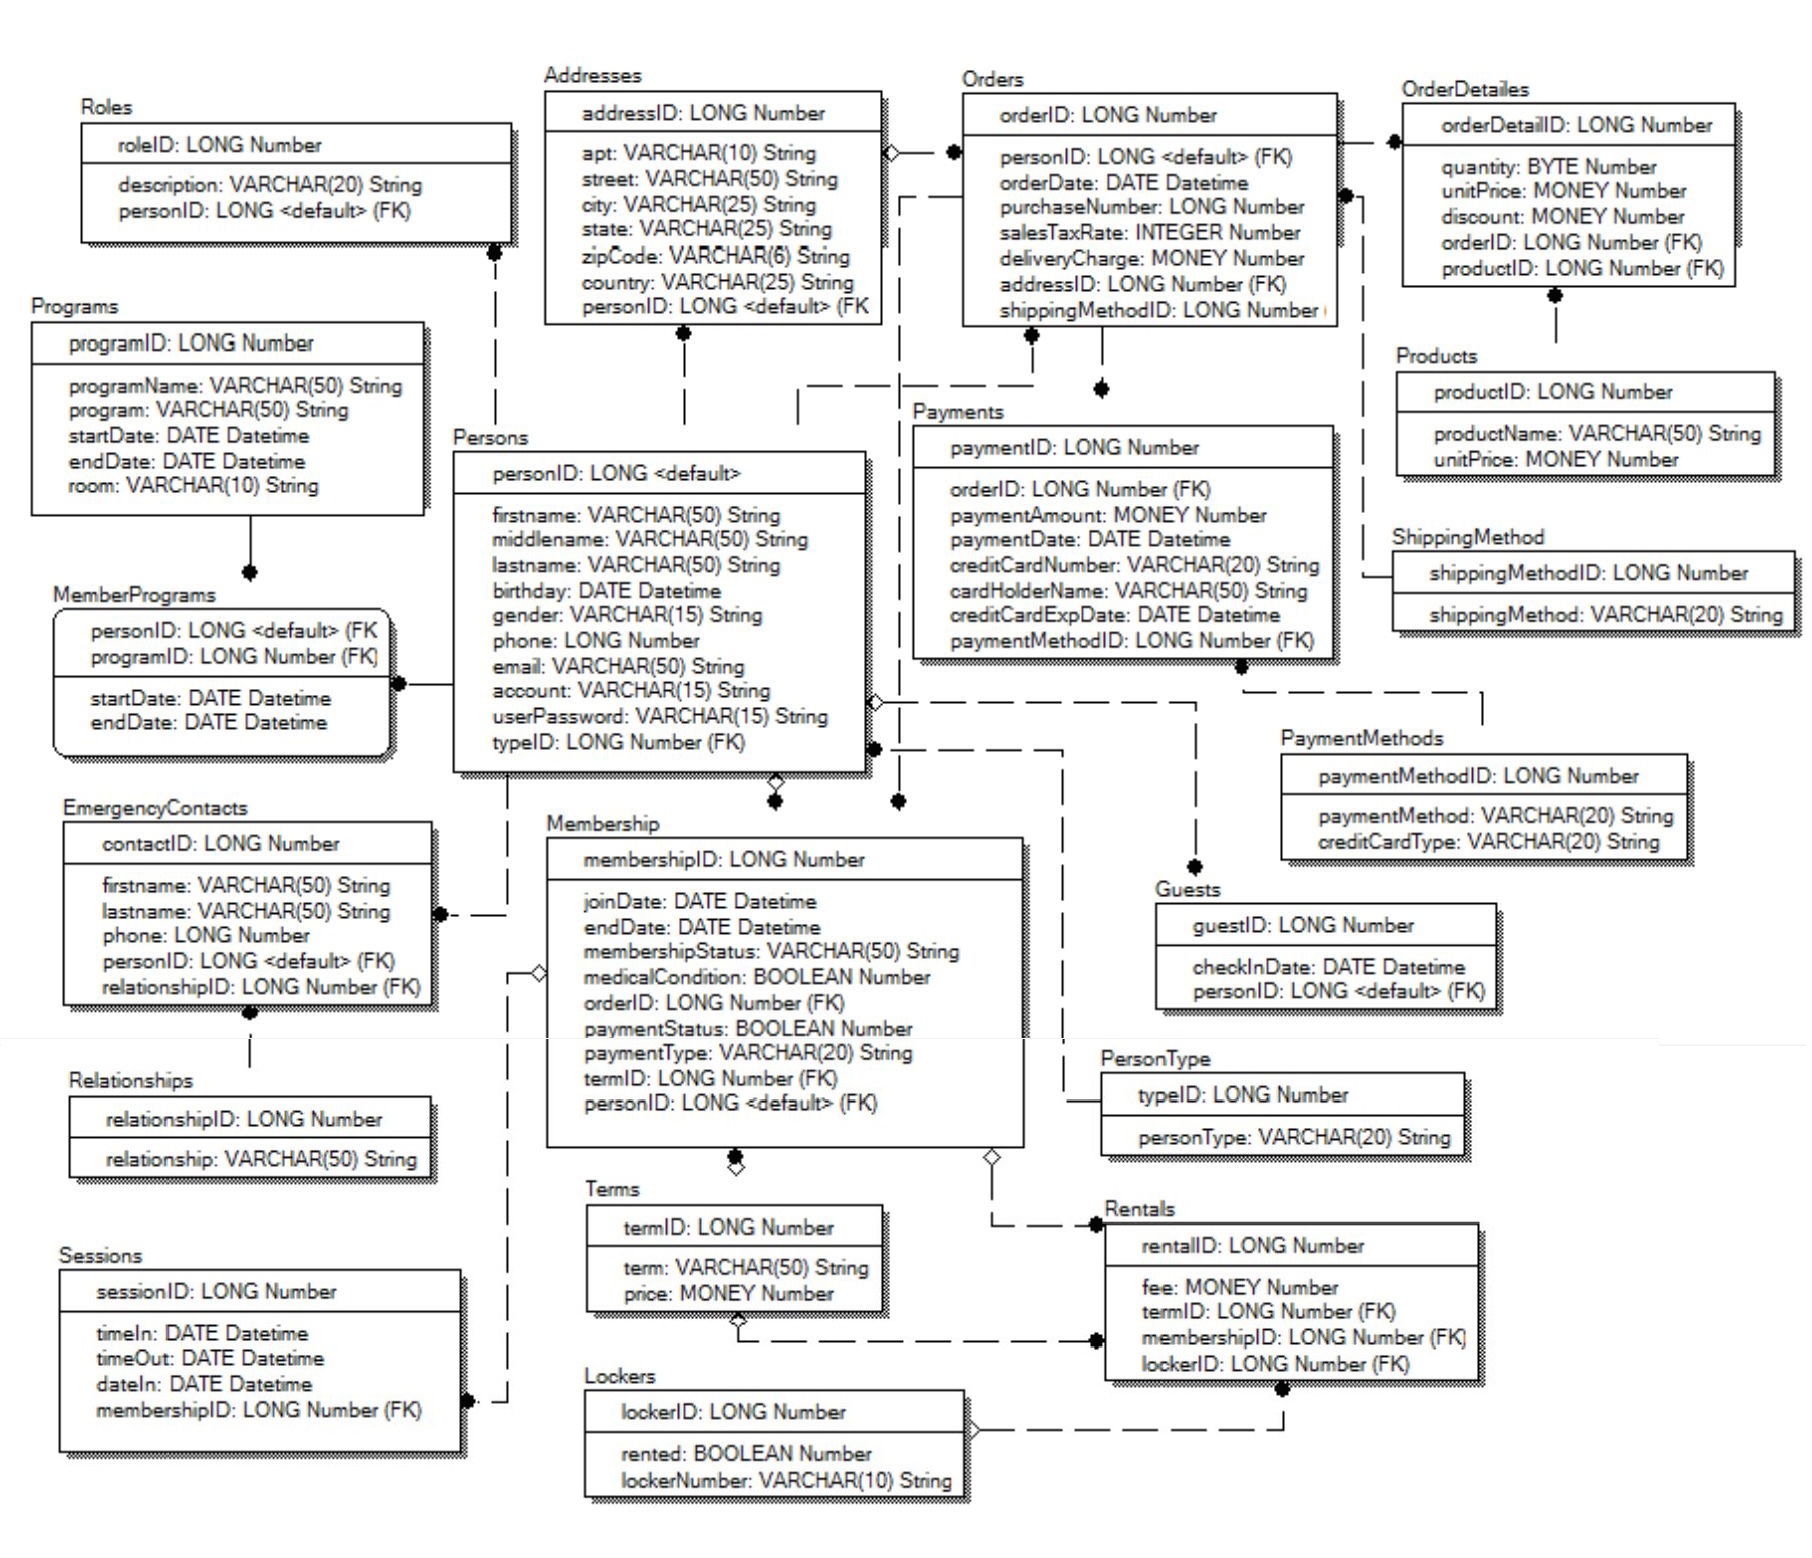 Roles
roleID: LONG Number
description: VARCHAR(20) String
personID: LONG <default> (FK)
Addresses
addressID: LONG Number
apt: VARCHAR(10) String
street: VARCHAR(50) String
city: VARCHAR(25) String
state: VARCHAR(25) String
zipCode: VARCHAR(6) String
country: VARCHAR(25) String
personID: LONG <default> (FK
Orders
orderID: LONG Number
personID: LONG <default> (FK)
orderDate: DATE Datetime
purchaseNumber: LONG Number
salesTaxRate: INTEGER Number
deliveryCharge: MONEY Number
addressID: LONG Number (FK)
shippingMethodID: LONG Number (
OrderDetailes
orderDetailID: LONG Number
quantity: BYTE Number
unitPrice: MONEY Number
discount: MONEY Number
orderID: LONG Number (FK)
productID: LONG Number (FK)
Programs
programID: LONG Number
programName: VARCHAR(50) String
program: VARCHAR(50) String
startDate: DATE Datetime
endDate: DATE Datetime
room: VARCHAR(10) String
Products
productID: LONG Number
productName: VARCHAR(50) String
unitPrice: MONEY Number
Persons
personID: LONG <default>
firstname: VARCHAR(50) String
middlename: VARCHAR(50) String
lastname: VARCHAR(50) String
birthday: DATE Datetime
gender: VARCHAR(15) String
phone: LONG Number
email: VARCHAR(50) String
account: VARCHAR(15) String
userPassword: VARCHAR(15) String
typeID: LONG Number (FK)
Payments
paymentID: LONG Number
orderID: LONG Number (FK)
paymentAmount: MONEY Number
paymentDate: DATE Datetime
creditCardNumber: VARCHAR(20) String
cardHolderName: VARCHAR(50) String
creditCardExpDate: DATE Datetime
paymentMethodID: LONG Number (FK)
ShippingMethod
shippingMethodID: LONG Number
shippingMethod: VARCHAR(20) String
MemberPrograms
personID: LONG <default> (FK
programID: LONG Number (FK)
startDate: DATE Datetime
endDate: DATE Datetime
PaymentMethods
paymentMethodID: LONG Number
paymentMethod: VARCHAR(20) String
creditCardType: VARCHAR(20) String
EmergencyContacts
contactID: LONG Number
firstname: VARCHAR(50) String
lastname: VARCHAR(50) String
phone: LONG Number
personID: LONG <default> (FK)
relationshipID: LONG Number (FK)
Membership
membershipID: LONG Number
joinDate: DATE Datetime
endDate: DATE Datetime
membershipStatus: VARCHAR(50) String
medicalCondition: BOOLEAN Number
orderID: LONG Number (FK)
paymentStatus: BOOLEAN Number
paymentType: VARCHAR(20) String
termID: LONG Number (FK)
personID: LONG <default> (FK)
Guests
guestID: LONG Number
checkInDate: DATE Datetime
personID: LONG <default> (FK)
PersonType
typeID: LONG Number
personType: VARCHAR(20) String
Relationships
relationshipID: LONG Number
relationship: VARCHAR(50) String
Terms
termID: LONG Number
term: VARCHAR(50) String
price: MONEY Number
Rentals
rentalID: LONG Number
fee: MONEY Number
termID: LONG Number (FK)
membershipID: LONG Number (FK)
lockerID: LONG Number (FK)
Sessions
sessionID: LONG Number
timeIn: DATE Datetime
timeOut: DATE Datetime
dateIn: DATE Datetime
membershipID: LONG Number (FK)
Lockers
lockerID: LONG Number
rented: BOOLEAN Number
lockerNumber: VARCHAR(10) String